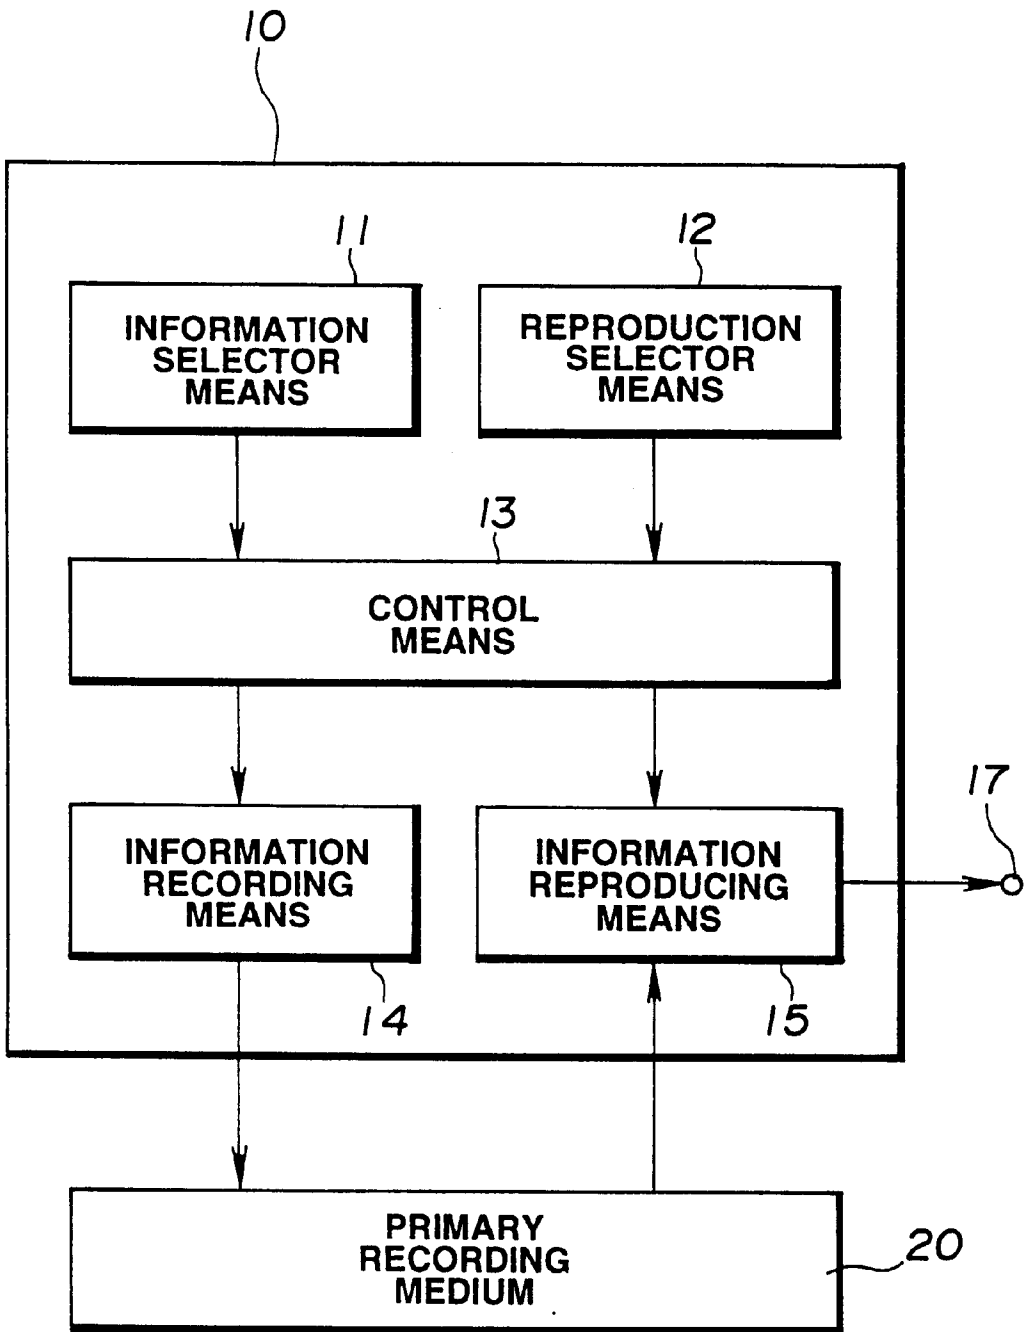 10
11
12
INFORMATION
SELECTOR
MEANS
REPRODUCTION
SELECTOR
MEANS
13
CONTROL
MEANS
17
INFORMATION
RECORDING
MEANS
INFORMATION
REPRODUCING
MEANS
14
15
PRIMARY
RECORDING
MEDIUM
20